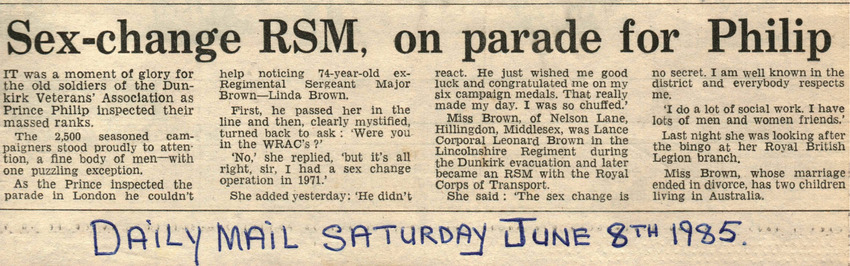 Sex-change RSM, on parade for Philip
IT was a moment of glory for
the old soldiers of the Dun-
kirk Veterans' Association as
Prince Philip inspected their
massed ranks.
The 2,500 seasoned cam-
paigners stood proudly to atten-
tion, a fine body of men—with
one puzzling exception.
As the Prince inspected the
parade in London he couldn't
help noticing 74-year-old ex-
Regimental Sergeant Major
Brown—Linda Brown.
First, he passed her in the
line and then, clearly mystified,
turned back to ask : 'Were you
in the WRAC's ?'
'No,' she replied, 'but it's all
right, sir, I had a sex change
operation in 1971.'
She added yesterday: 'He didn't
react. He just wished me good
luck and congratulated me on my
six campaign medals. That really
made my day. I was so chuffed.'
Miss Brown, of Nelson Lane,
Hillingdon, Middlesex, was Lance
Corporal Leonard Brown in the
Lincolnshire Regiment during
the Dunkirk evacuation and later
became an RSM with the Royal
Corps of Transport.
She said : 'The sex change is
no secret. I am well known in the
district and everybody respects
me.
'I do a lot of social work. I have
lots of men and women friends.'
Last night she was looking after
the bingo at her Royal British
Legion branch.
Miss Brown, whose marriage
ended in divorce, has two children
living in Australia.
DAILY MAIL SATURDAY JUNE 8TH 1985.